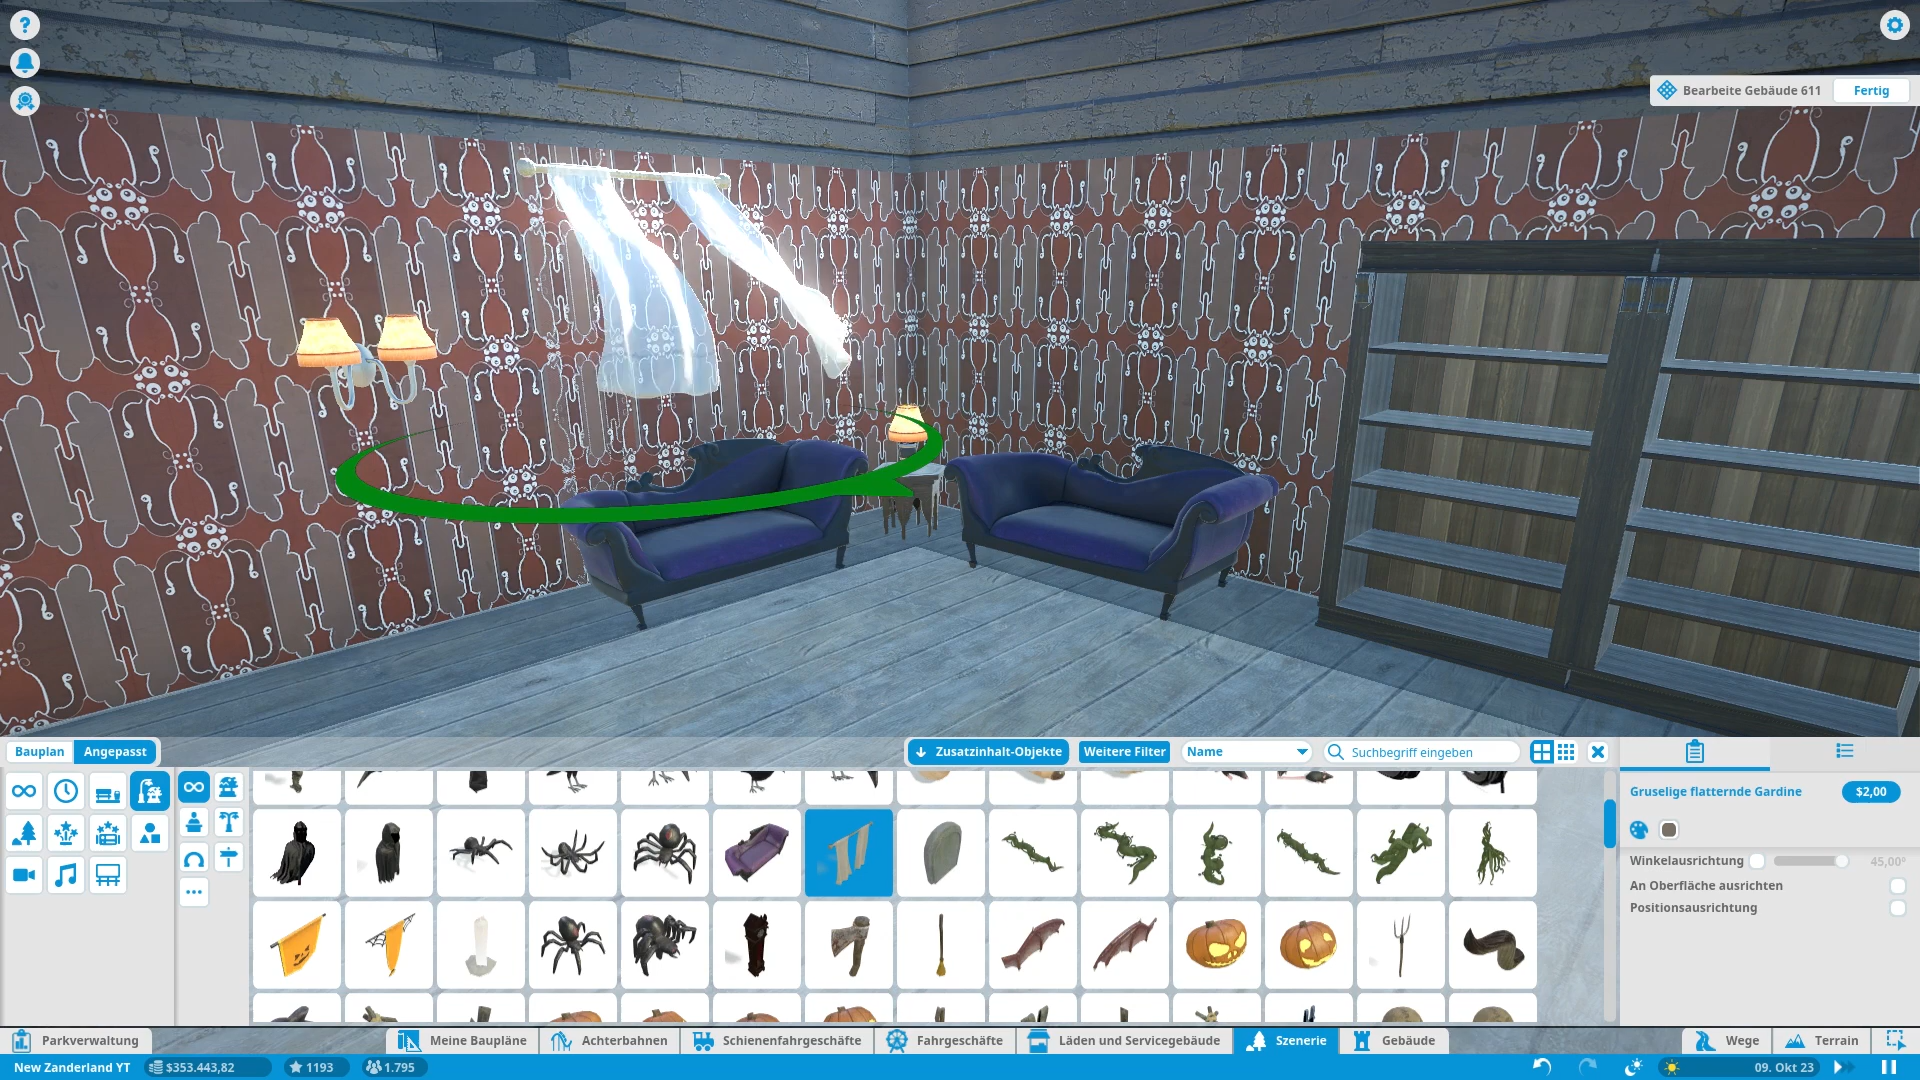 ?
Bearbeite Gebäude 611
Fertig
Bauplan
Angepasst
Zusatzinhalt-Objekte
Weitere Filter
Name
Suchbegriff eingeben
Gruselige flatternde Gardine
$2,00
Winkelausrichtung
45,00°
An Oberfläche ausrichten
Positionsausrichtung
Parkverwaltung
Meine Baupläne
Achterbahnen
Schienenfahrgeschäfte
Fahrgeschäfte
Läden und Servicegebäude
Szenerie
Gebäude
Wege
Terrain
New Zanderland YT
$353.443,82
1193
1.795
09. Okt 23